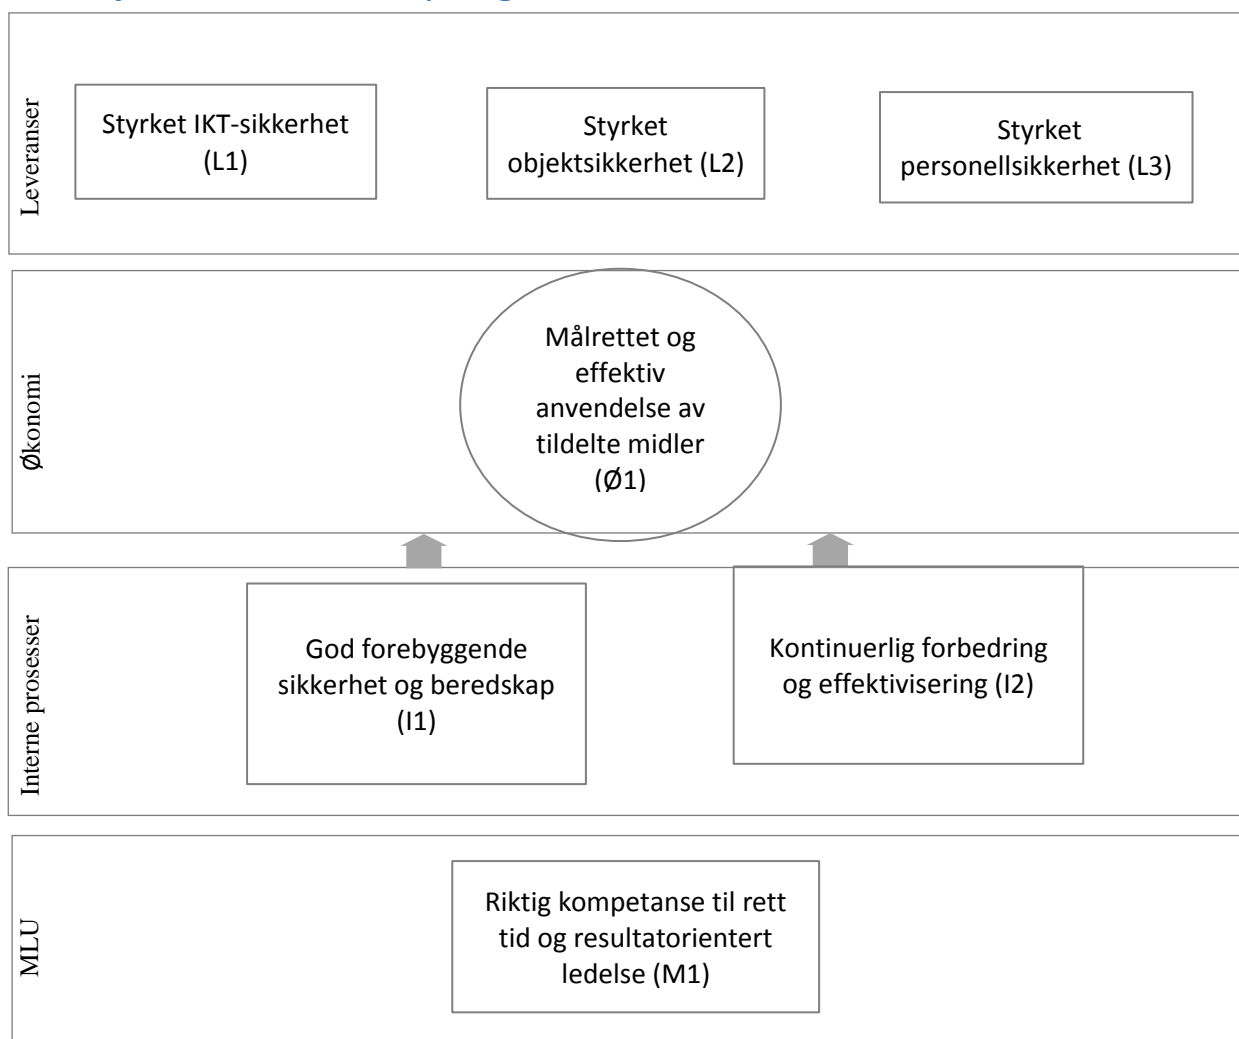 Leveranser
Styrket IKT-sikkerhet
(L1)
Styrket
objektsikkerhet (L2)
Styrket
personellsikkerhet (L3)
Økonomi
Målrettet og
effektiv
anvendelse av
tildelte midler
(Ø1)
Interne prosesser
God forebyggende
sikkerhet og beredskap
(I1)
Kontinuerlig forbedring
og effektivisering (I2)
MLU
Riktig kompetanse til rett
tid og resultatorientert
ledelse (M1)